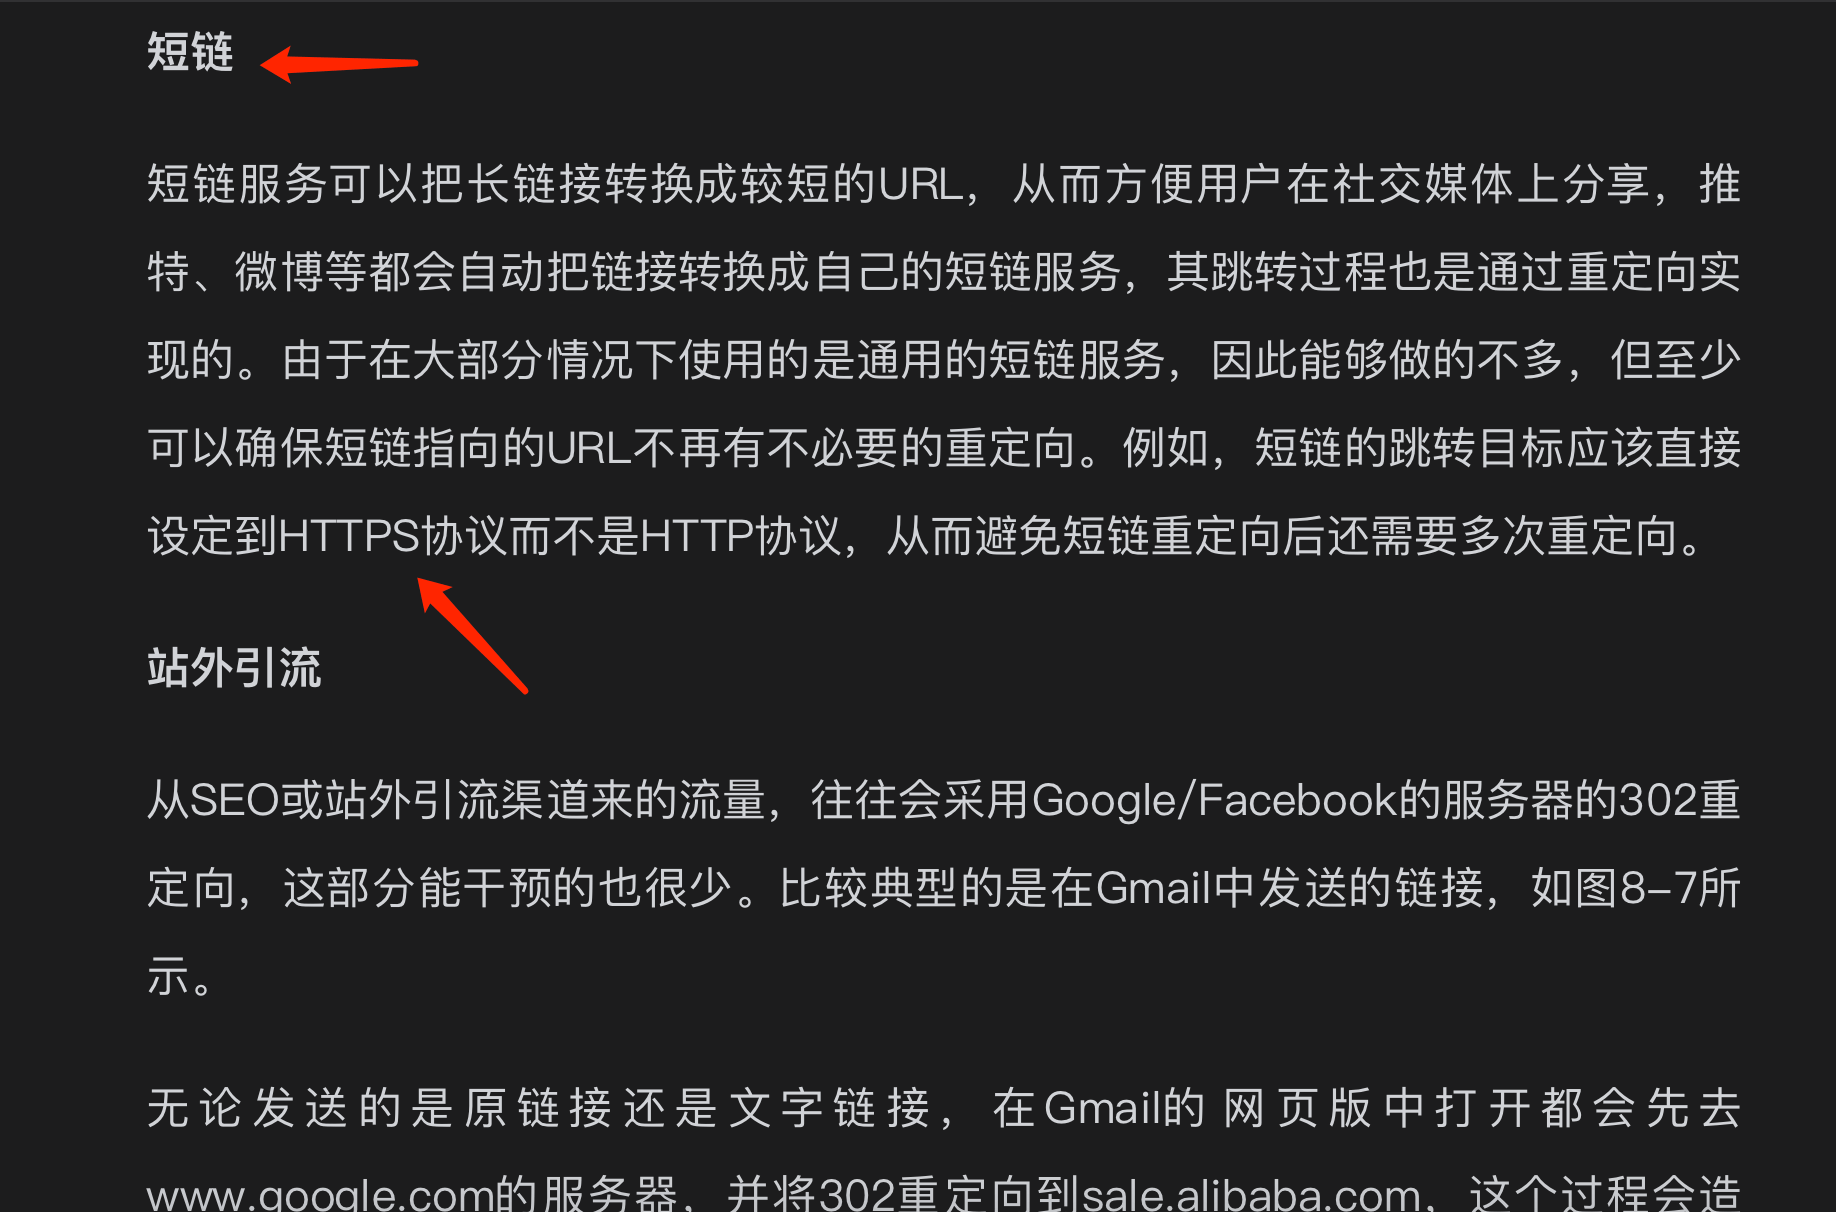 短链
短链服务可以把长链接转换成较短的URL，从而方便用户在社交媒体上分享，推
特、微博等都会自动把链接转换成自己的短链服务，其跳转过程也是通过重定向实
现的。由于在大部分情况下使用的是通用的短链服务，因此能够做的不多，但至少
可以确保短链指向的URL不再有不必要的重定向。例如，短链的跳转目标应该直接
设定到HTTPS协议而不是HTTP协议，从而避免短链重定向后还需要多次重定向。
站外引流
从SEO或站外引流渠道来的流量，往往会采用Google/Facebook的服务器的302重
定向，这部分能干预的也很少。比较典型的是在Gmail中发送的链接，如图8–7所
示。
无论发送的是原链接还是文字链接，在Gmail的网页版中打开都会先去
www.google.com的服务器，并将302重定向到sale.alibaba.com，这个过程会造